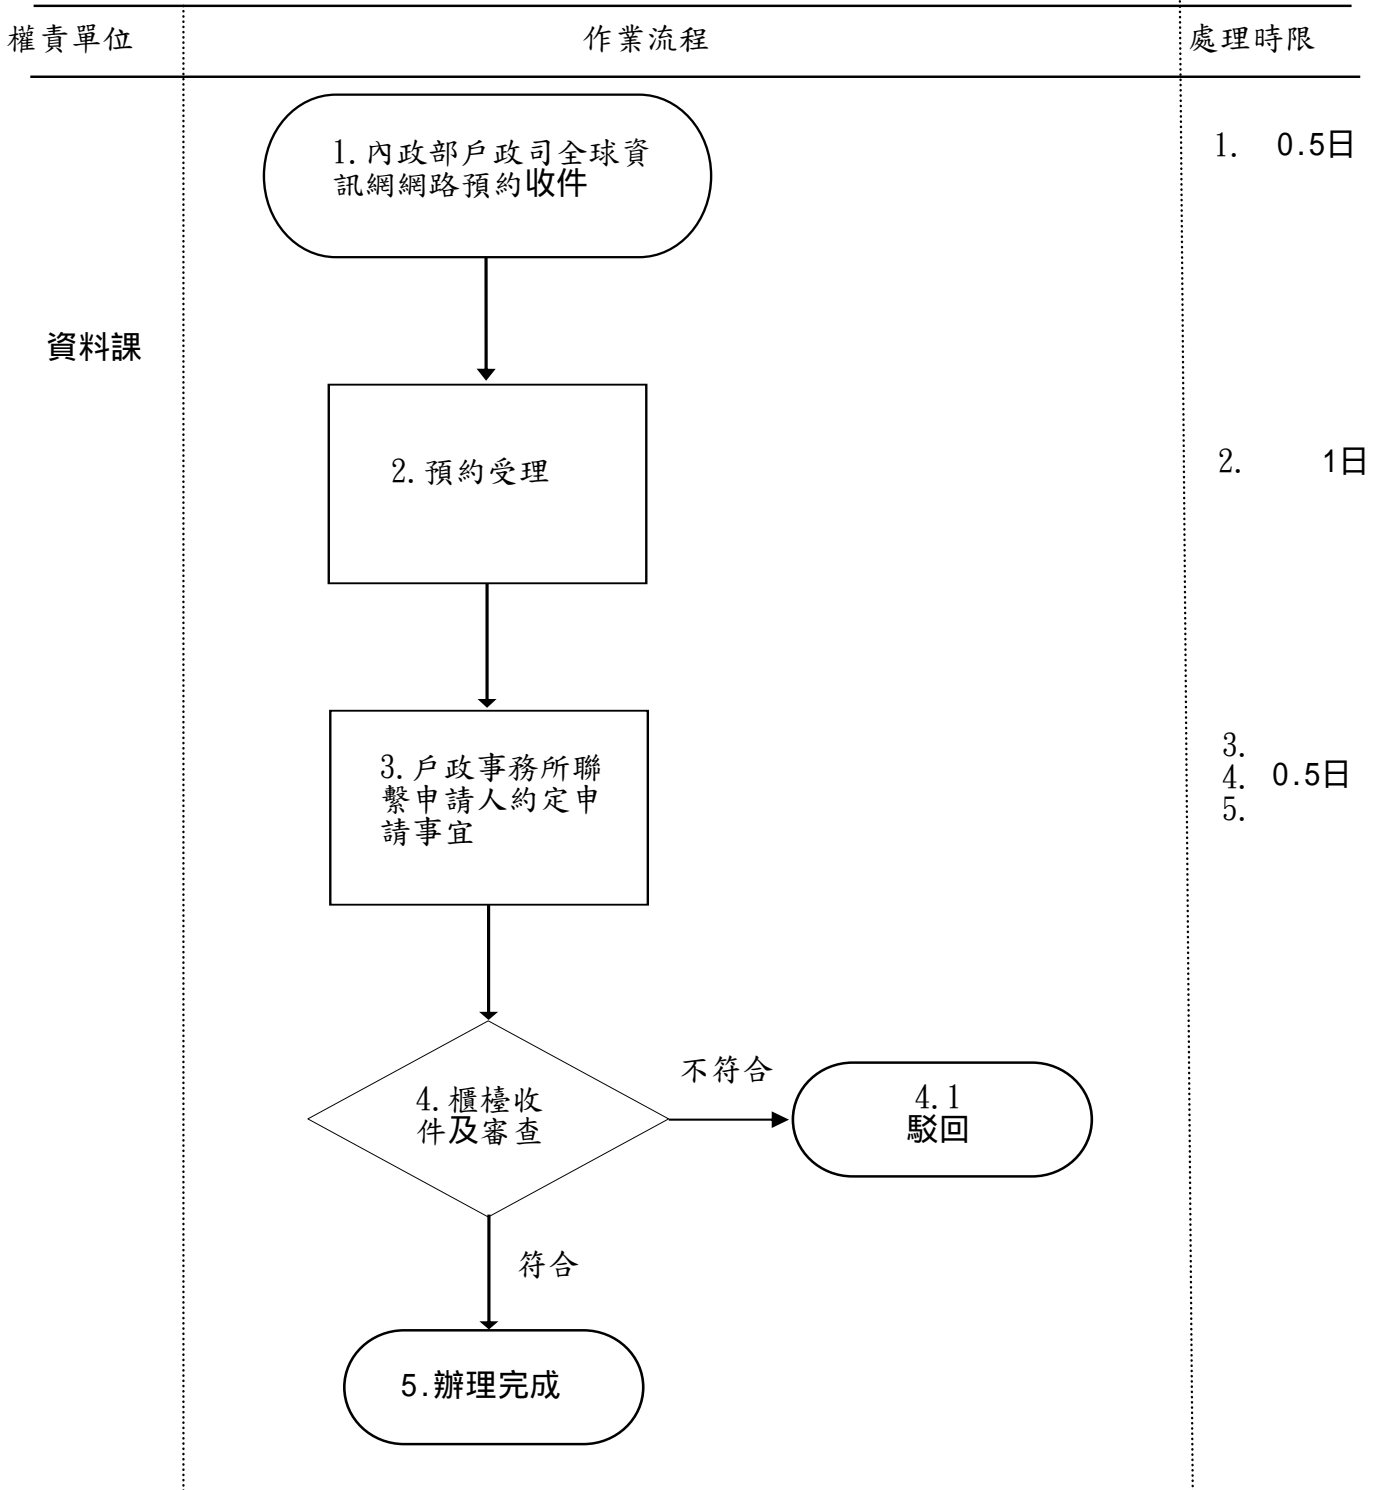 權責單位
作業流程
處理時限
1.內政部戶政司全球資
訊網網路預約收件
1. 0.5日
資料課
2.預約受理
2. 1日
3.戶政事務所聯
繫申請人約定申
請事宜
3.
4. 0.5日
5.
4.櫃檯收
件及審查
不符合
4.1
駁回
符合
5.辦理完成